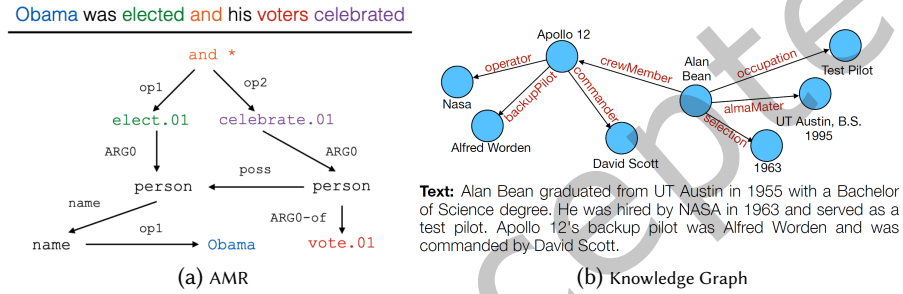 Obama was elected and his voters celebrated
and *
op1
op2
elect.01
celebrate.01
ARG0
ARG0
person
poss
person
name
ARG0-of
name
op1
Obama
vote.01
(a) AMR
Apollo 12
operator
crewMember
Alan
Bean
occupation
Test Pilot
Nasa
backupPilot
commander
almaMater
UT Austin, B.S.
1995
selection
Alfred Worden
David Scott
1963
Text: Alan Bean graduated from UT Austin in 1955 with a Bachelor
of Science degree. He was hired by NASA in 1963 and served as a
test pilot. Apollo 12's backup pilot was Alfred Worden and was
commanded by David Scott.
(b) Knowledge Graph